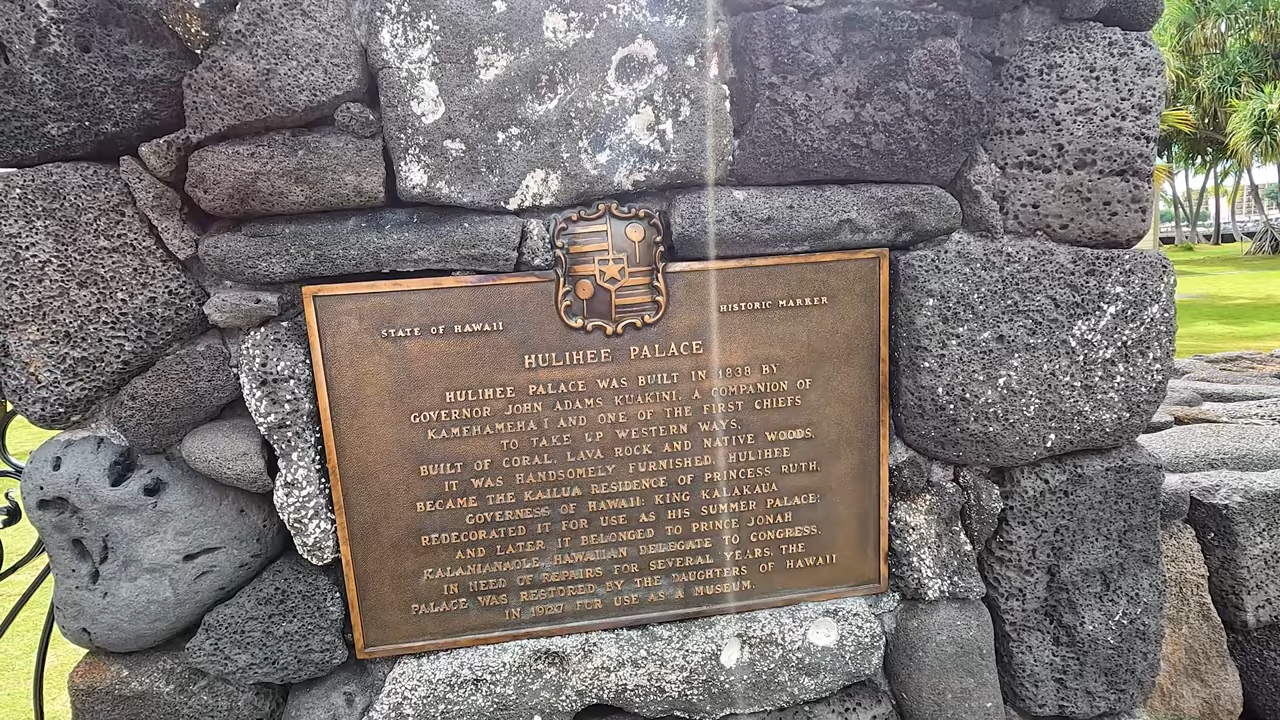 STATE OF HAWAII
HISTORIC MARKER
HULIHEE PALACE
HULIHEE PALACE WAS BUILT IN 1838 BY
GOVERNOR JOHN ADAMS KUAKINI, A COMPANION OF
KAMEHAMEHA I AND ONE OF THE FIRST CHIEFS
TO TAKE UP WESTERN WAYS.
BUILT OF CORAL, LAVA ROCK AND NATIVE WOODS,
IT WAS HANDSOMELY FURNISHED. HULIHEE
BECAME THE KAILUA RESIDENCE OF PRINCESS RUTH,
GOVERNESS OF HAWAII; KING KALAKAUA
REDECORATED IT FOR USE AS HIS SUMMER PALACE;
AND LATER IT BELONGED TO PRINCE JONAH
KALANIANAOLE, HAWAIIAN DELEGATE TO CONGRESS.
IN NEED OF REPAIRS FOR SEVERAL YEARS, THE
PALACE WAS RESTORED BY THE DAUGHTERS OF HAWAII
IN 1927 FOR USE AS A MUSEUM.